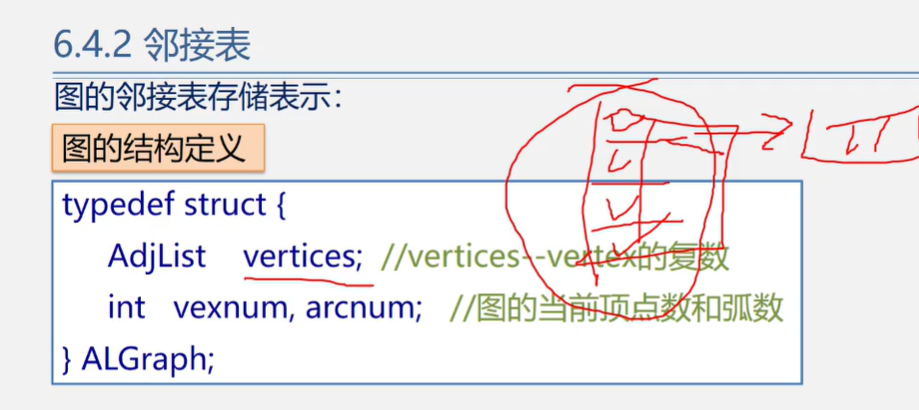 6.4.2 邻接表
图的邻接表存储表示：
图的结构定义
typedef struct {
AdjList vertices; //vertices--vertex的复数
int vexnum, arcnum; //图的当前顶点数和弧数
} ALGraph;